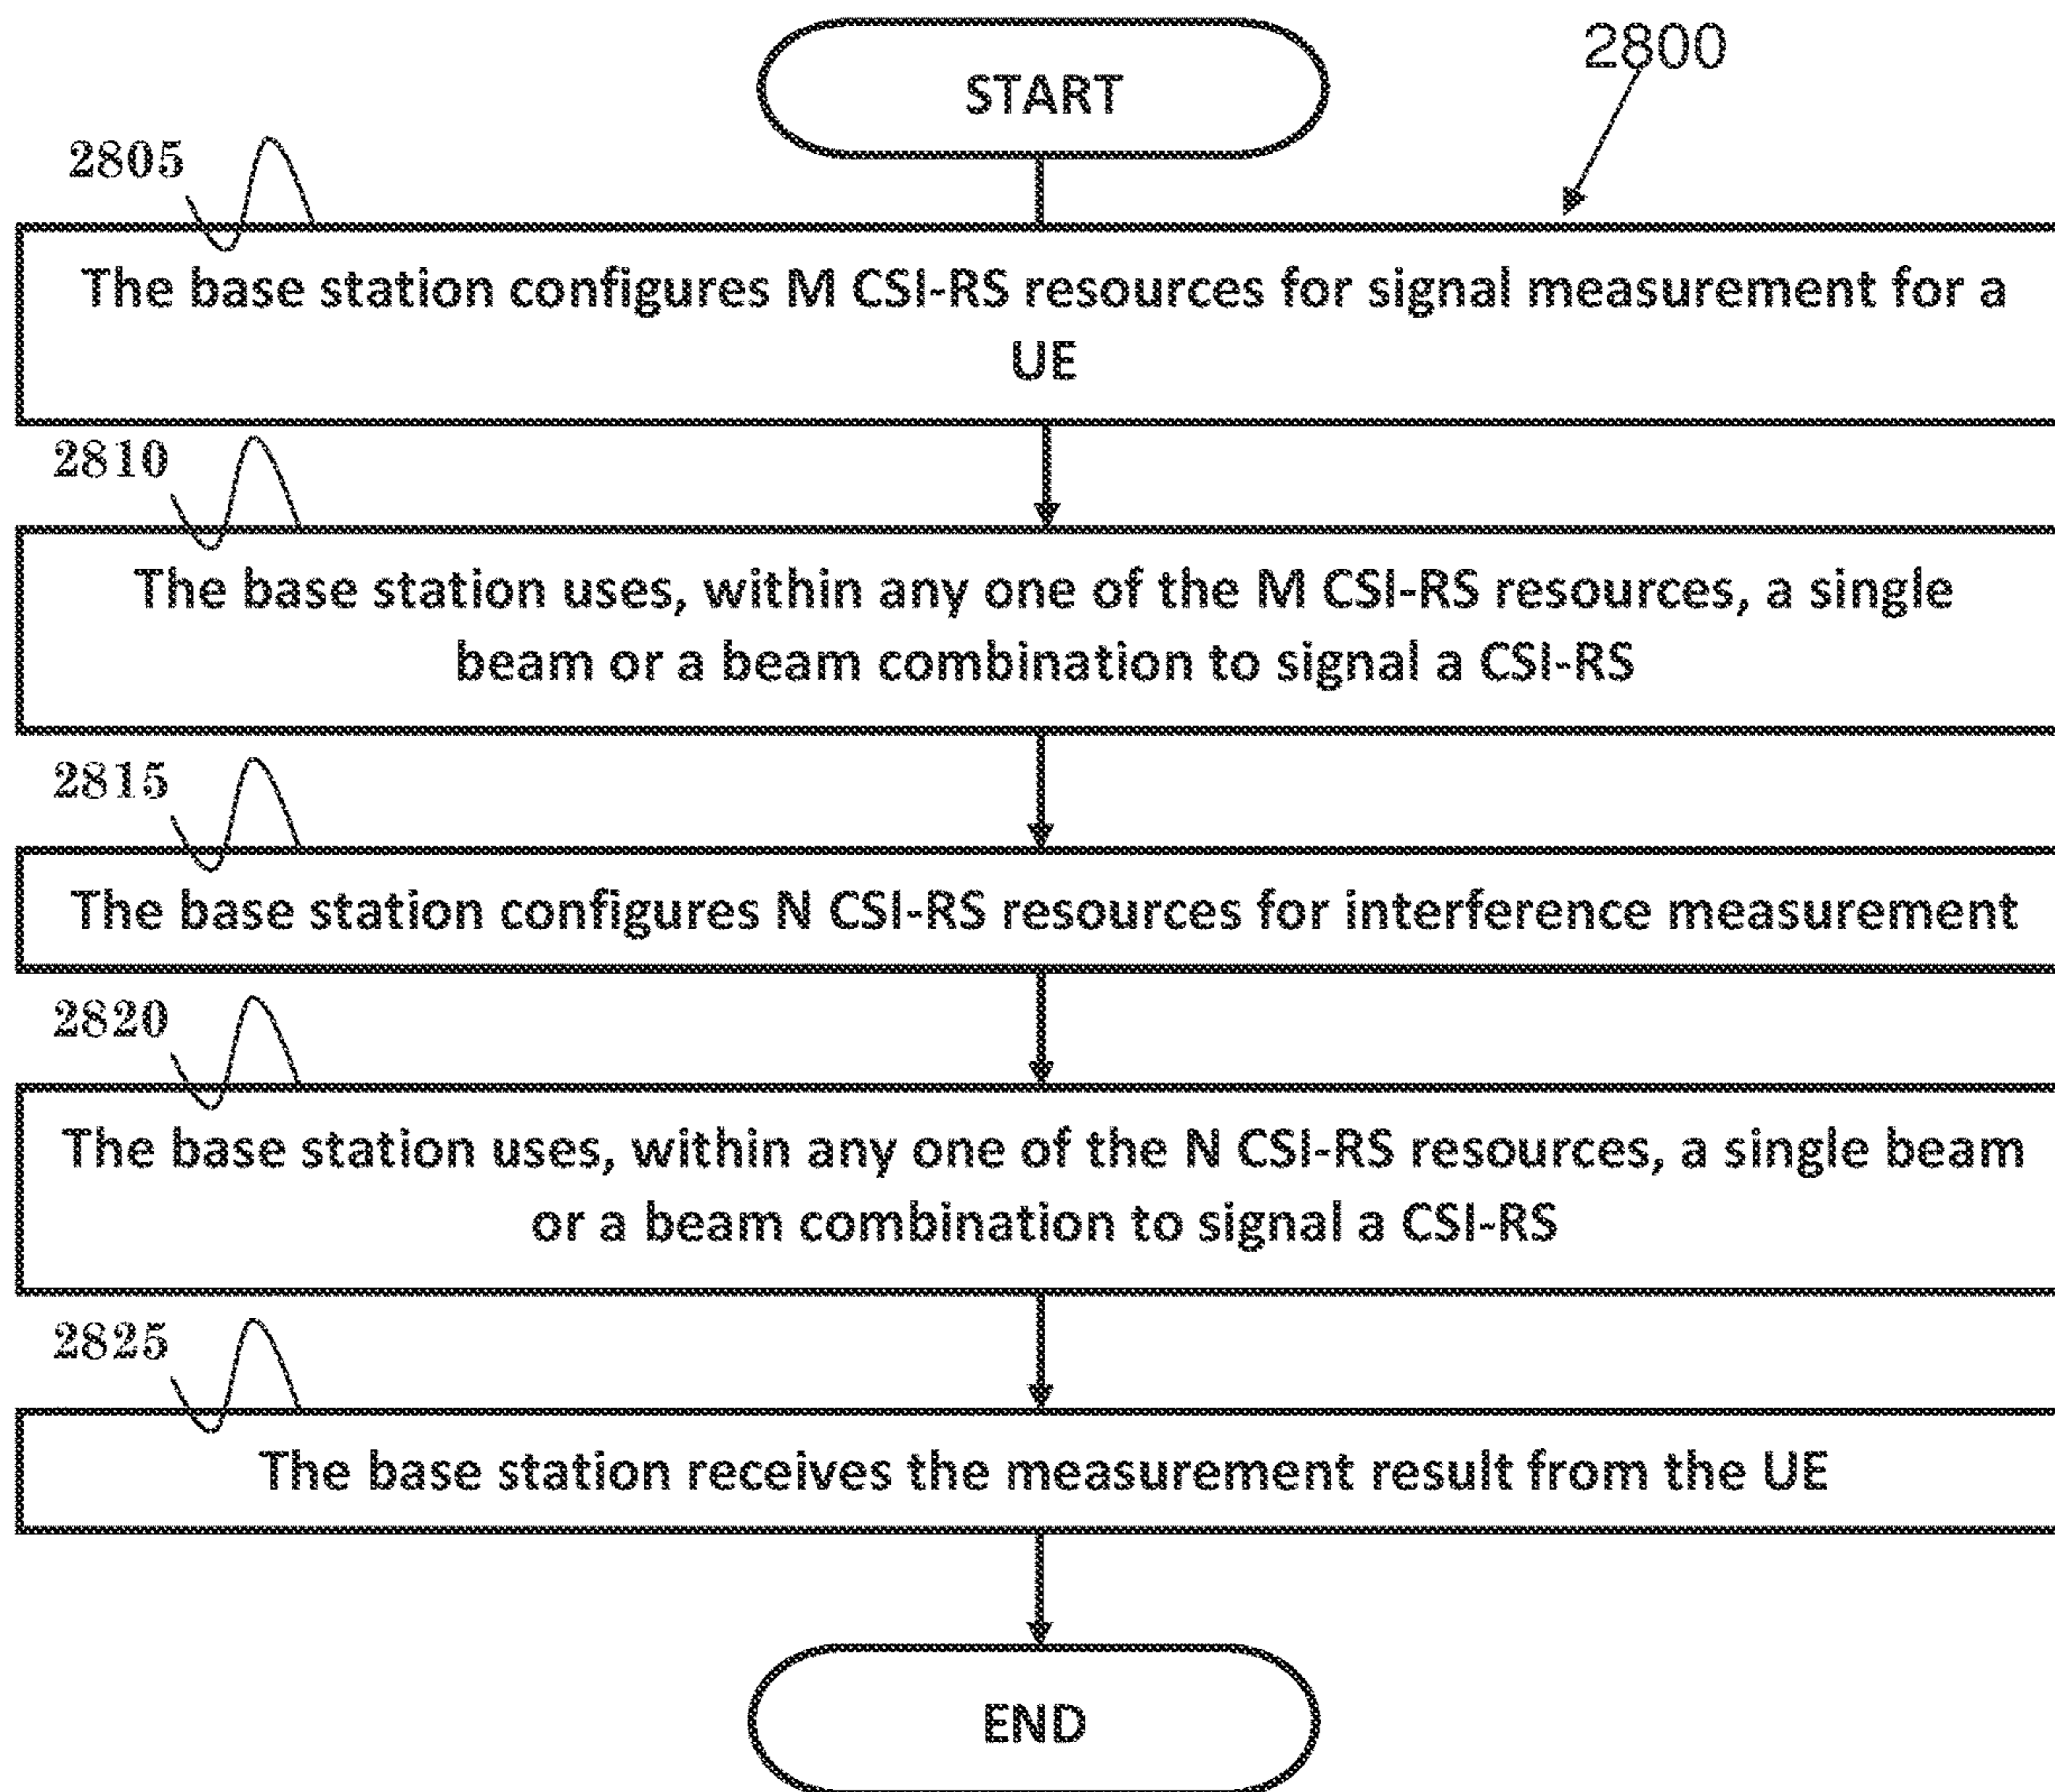 START
2800
2805
The base station configures M CSI-RS resources for signal measurement for a
UE
2810
The base station uses, within any one of the M CSI-RS resources, a single
beam or a beam combination to signal a CSI-RS
2815
The base station configures N CSI-RS resources for interference measurement
2820
The base station uses, within any one of the N CSI-RS resources, a single beam
or a beam combination to signal a CSI-RS
2825
The base station receives the measurement result from the UE
END